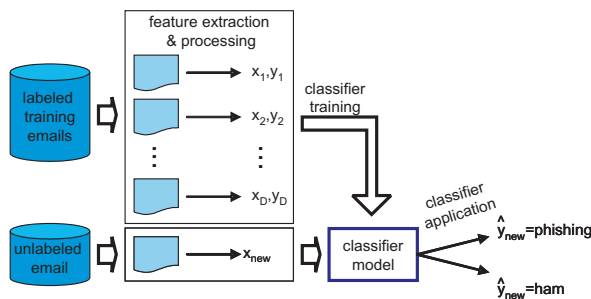 feature extraction
& processing
labeled
training
emails
x1,y1
x2,y2
xD,yD
classifier
training
unlabeled
email
xnew
classifier
model
classifier
application
ŷnew=phishing
ŷnew=ham